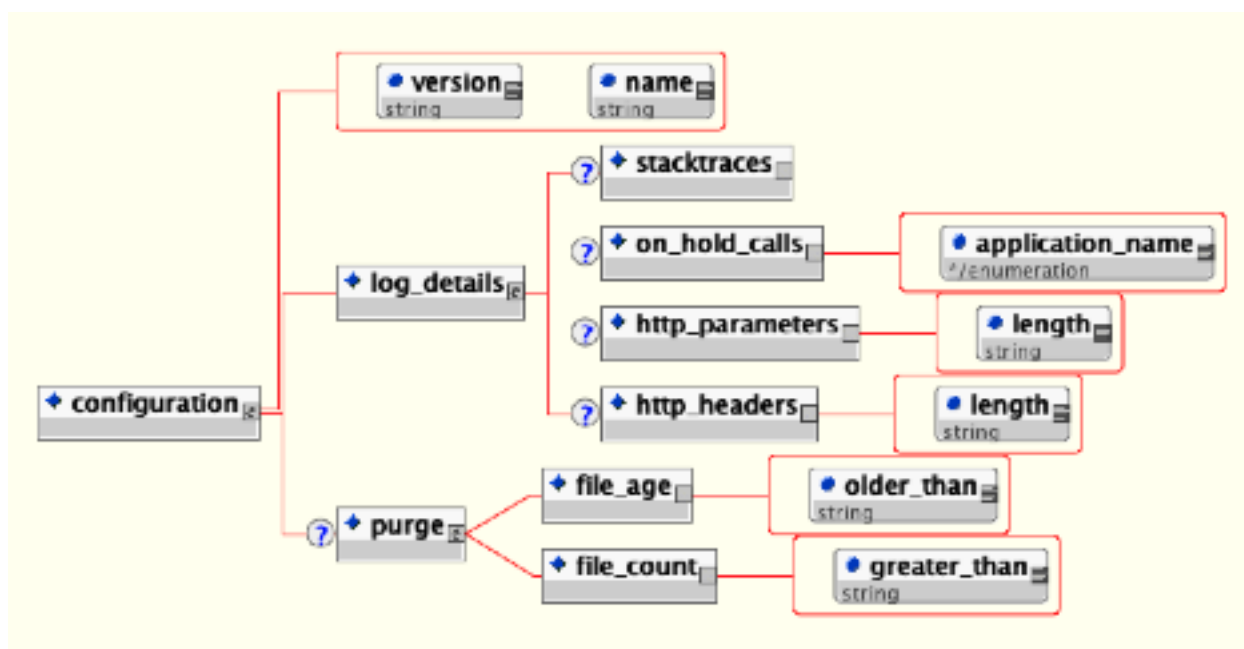 version
string
name
string
?
stacktraces
?
on_hold_calls
application_name
*/enumeration
log_details
?
http_parameters
length
string
configuration
?
http_headers
length
string
file_age
older_than
string
?
purge
file_count
greater_than
string